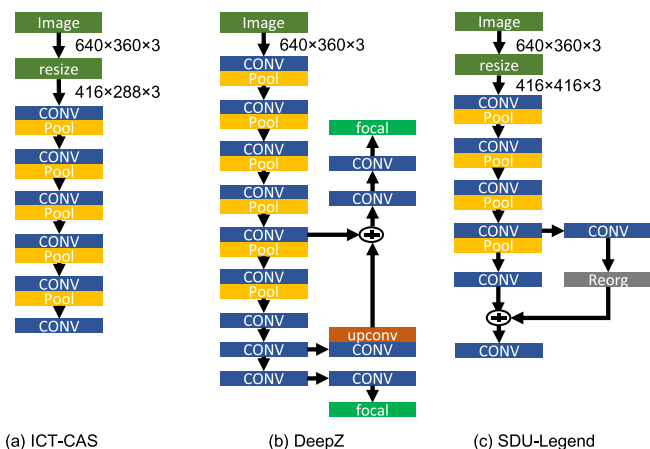 Image
640×360×3
resize
416×288×3
CONV
Pool
CONV
Pool
CONV
Pool
CONV
Pool
CONV
Pool
CONV
(a) ICT-CAS
Image
640×360×3
CONV
Pool
CONV
Pool
CONV
Pool
CONV
Pool
CONV
Pool
CONV
Pool
CONV
CONV
CONV
focal
CONV
CONV
upconv
CONV
CONV
focal
(b) DeepZ
Image
640×360×3
resize
416×416×3
CONV
Pool
CONV
Pool
CONV
Pool
CONV
Pool
CONV
CONV
Reorg
CONV
(c) SDU-Legend